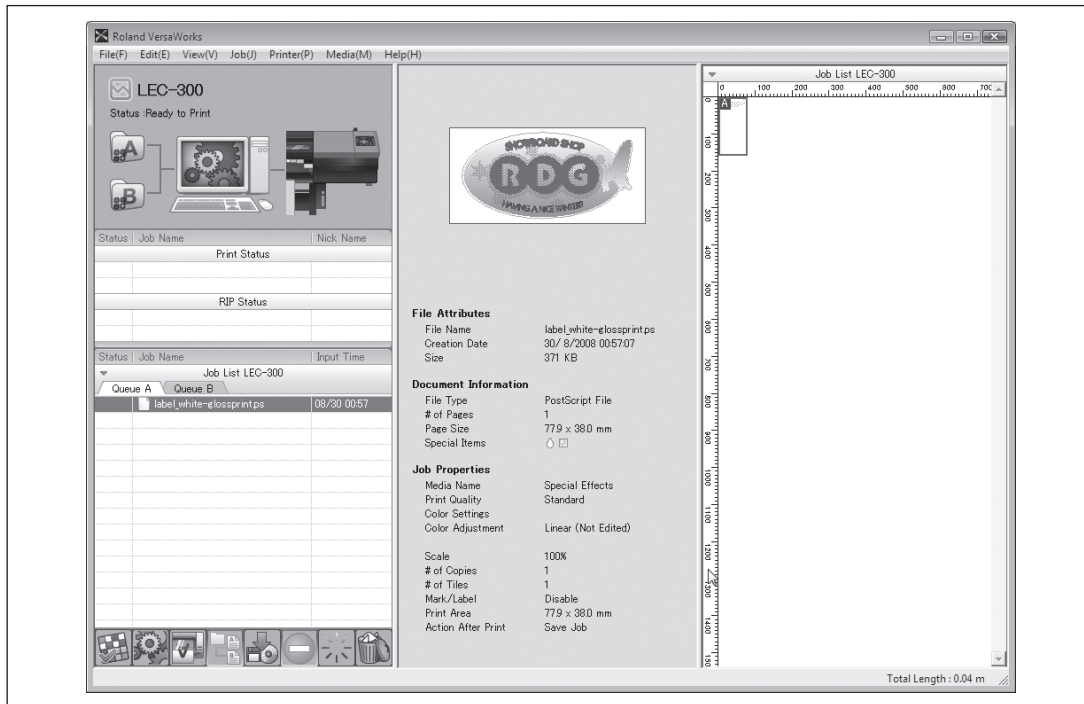 Roland VersaWorks
File(F) Edit(E) View(V) Job(J) Printer(P) Media(M) Help(H)
LEC-300
Status :Ready to Print
A
B
Status Job Name Nick Name
Print Status
RIP Status
Status Job Name Input Time
Job List LEC-300
Queue A Queue B
label_white-glossprint.ps 08/30 00:57
SNOWBOARD SHOP
RDG
HAVING A NICE WINTER!
File Attributes
File Name label_white-glossprint.ps
Creation Date 30/ 8/2008 00:57:07
Size 371 KB
Document Information
File Type PostScript File
# of Pages 1
Page Size 77.9 x 38.0 mm
Special Items
Job Properties
Media Name Special Effects
Print Quality Standard
Color Settings
Color Adjustment Linear (Not Edited)
Scale 100%
# of Copies 1
# of Tiles 1
Mark/Label Disable
Print Area 77.9 x 38.0 mm
Action After Print Save Job
Job List LEC-300
0 100 200 300 400 500 600 700
A
0
100
200
300
400
500
600
700
800
900
1000
1100
1200
1300
1400
150
Total Length : 0.04 m